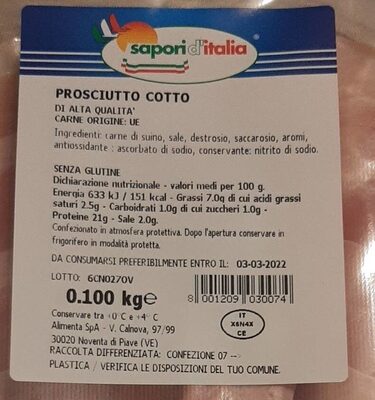 sapori d'italia
PROSCIUTTO COTTO
DI ALTA QUALITA'
CARNE ORIGINE: UE
Ingredienti: carne di suino, sale, destrosio, saccarosio, aromi,
antiossidante : ascorbato di sodio, conservante: nitrito di sodio.
SENZA GLUTINE
Dichiarazione nutrizionale - valori medi per 100 g.
Energia 633 kJ / 151 kcal - Grassi 7.0g di cui acidi grassi
saturi 2.5g - Carboidrati 1.0g di cui zuccheri 1.0g -
Proteine 21g - Sale 2.0g.
Confezionato in atmosfera protettiva. Dopo l'apertura conservare in
frigorifero in modalità protetta.
DA CONSUMARSI PREFERIBILMENTE ENTRO IL: 03-03-2022
LOTTO: 6CN0270V
0.100 kg e
8 001209 030074
IT
X6N4X
CE
Conservare tra +0°C e +4°C
Alimenta SpA - V. Calnova, 97/99
30020 Noventa di Piave (VE)
RACCOLTA DIFFERENZIATA: CONFEZIONE 07 -->
PLASTICA / VERIFICA LE DISPOSIZIONI DEL TUO COMUNE.